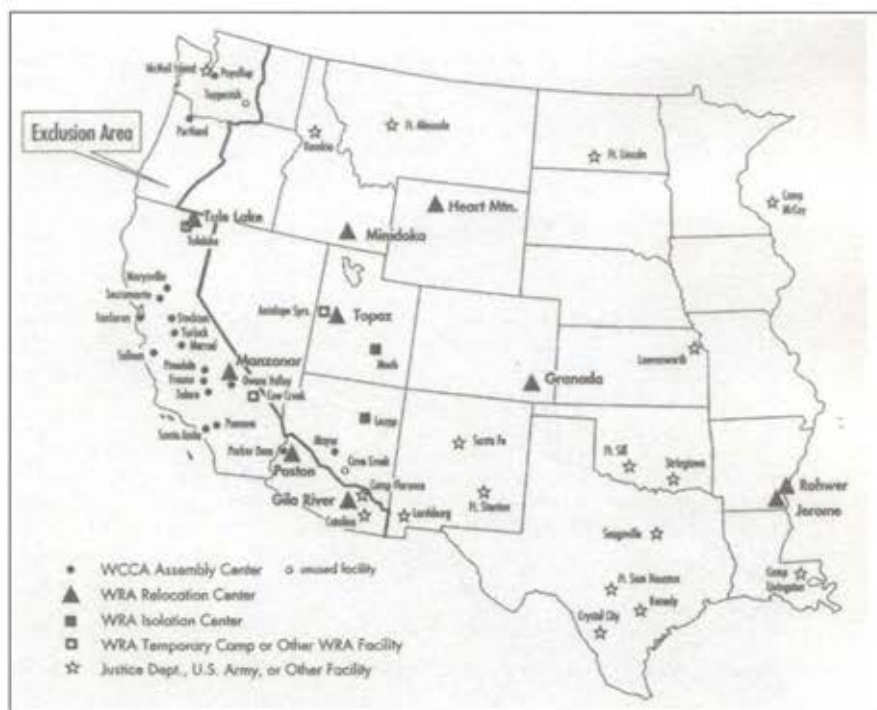 McNeil Island
Puyallup
Toppenish
Portland
Exclusion Area
Kooskia
Ft. Missoula
Ft. Lincoln
Camp
McCoy
Tule Lake
Tulelake
Heart Mtn.
Minidoka
Marysville
Sacramento
Tanforan
Stockton
Turlock
Merced
Salinas
Pinedale
Fresno
Tulare
Manzanar
Owens Valley
Cow Creek
Antelope Sprs.
Topaz
Moab
Leavenworth
Granada
Santa Anita
Pomona
Leupp
Parker Dam
Mayer
Cave Creek
Poston
Camp Florence
Gila River
Catalina
Lordsburg
Santa Fe
Ft. Stanton
Ft. Sill
Stringtown
Rohwer
Jerome
Seagoville
Ft. Sam Houston
Kenedy
Crystal City
Camp
Livingston
WCCA Assembly Center
unused facility
WRA Relocation Center
WRA Isolation Center
WRA Temporary Camp or Other WRA Facility
Justice Dept., U.S. Army, or Other Facility